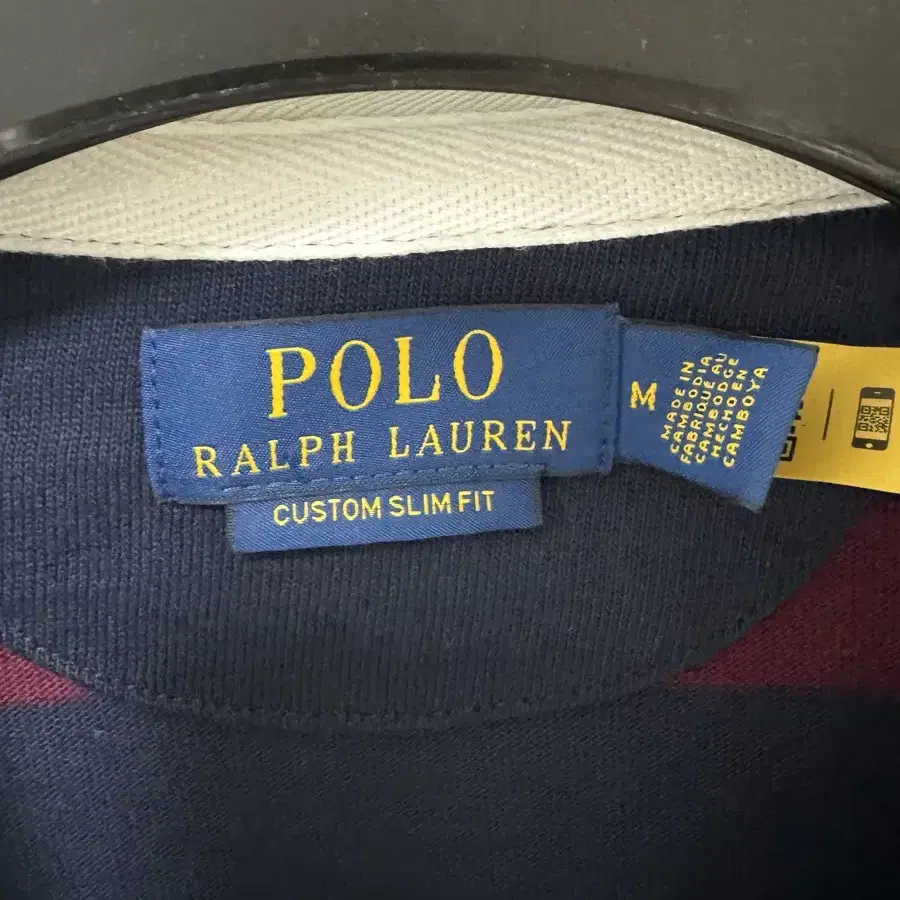 POLO
RALPH LAUREN
CUSTOM SLIM FIT
M
MADE IN
CAMBODIA
FABRIQUÉ AU
CAMBODGE
HECHO EN
CAMBOYA